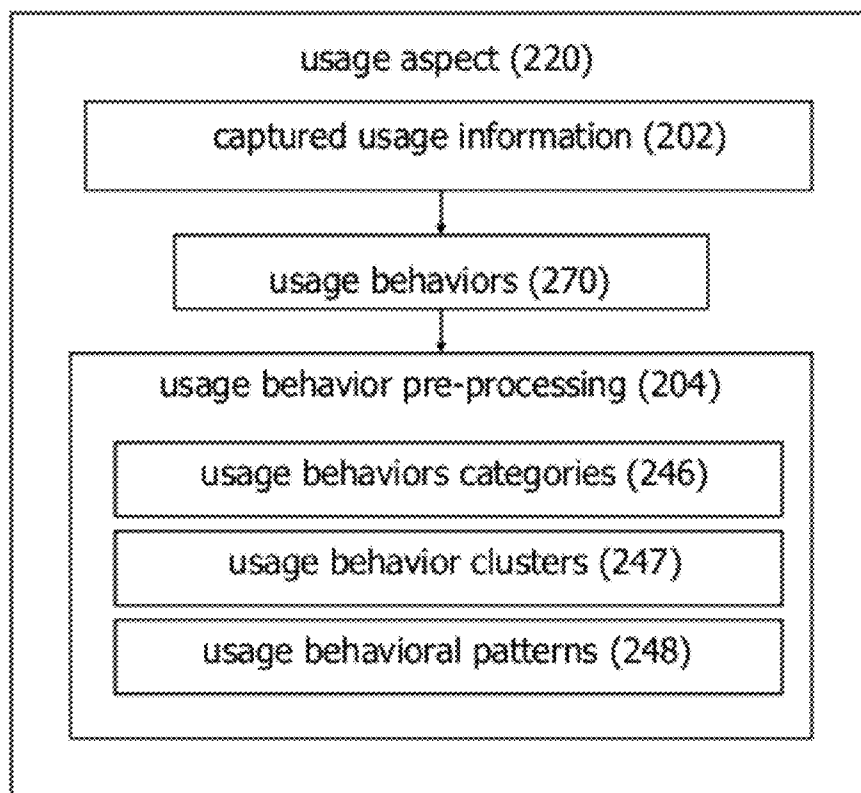 usage aspect (220)
captured usage information (202)
usage behaviors (270)
usage behavior pre-processing (204)
usage behaviors categories (246)
usage behavior clusters (247)
usage behavioral patterns (248)